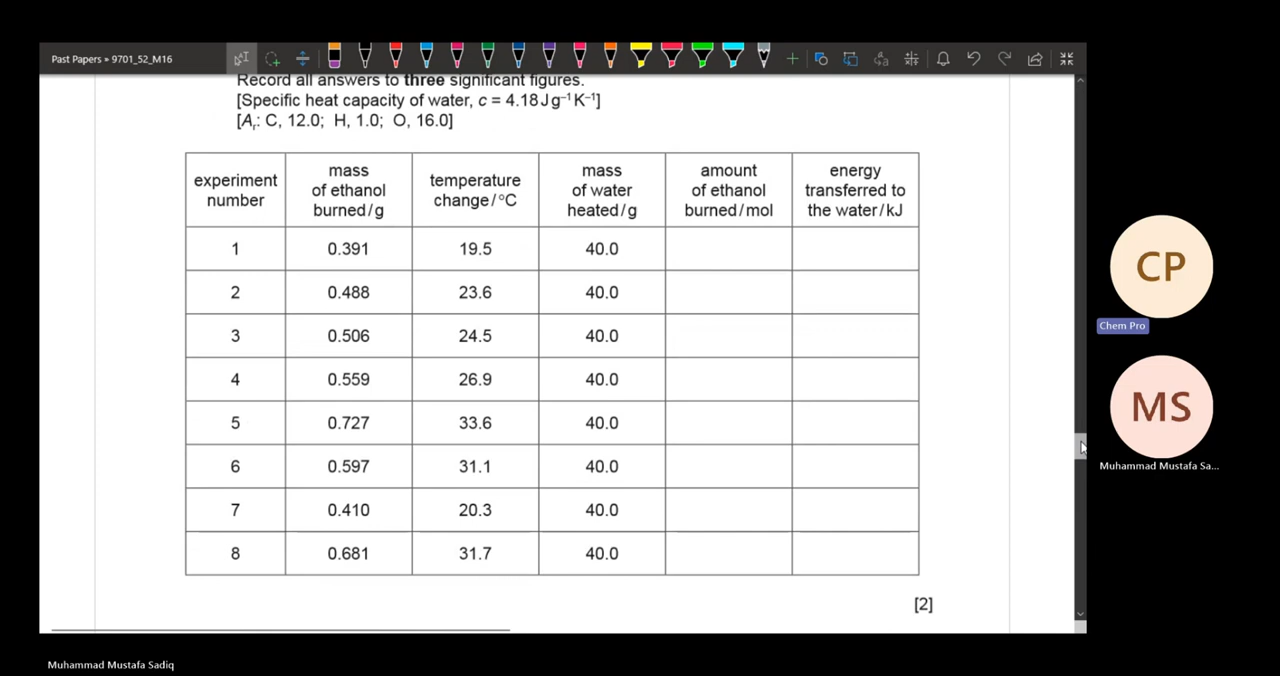 Past Papers » 9701_52_M16
Record all answers to three significant figures.
[Specific heat capacity of water, c = 4.18 J g⁻¹ K⁻¹]
[Aᵣ: C, 12.0; H, 1.0; O, 16.0]
experiment number | mass of ethanol burned / g | temperature change / °C | mass of water heated / g | amount of ethanol burned / mol | energy transferred to the water / kJ
1 0.391 19.5 40.0
2 0.488 23.6 40.0
3 0.506 24.5 40.0
4 0.559 26.9 40.0
5 0.727 33.6 40.0
6 0.597 31.1 40.0
7 0.410 20.3 40.0
8 0.681 31.7 40.0
[2]
CP
Chem Pro
MS
Muhammad Mustafa Sa...
Muhammad Mustafa Sadiq